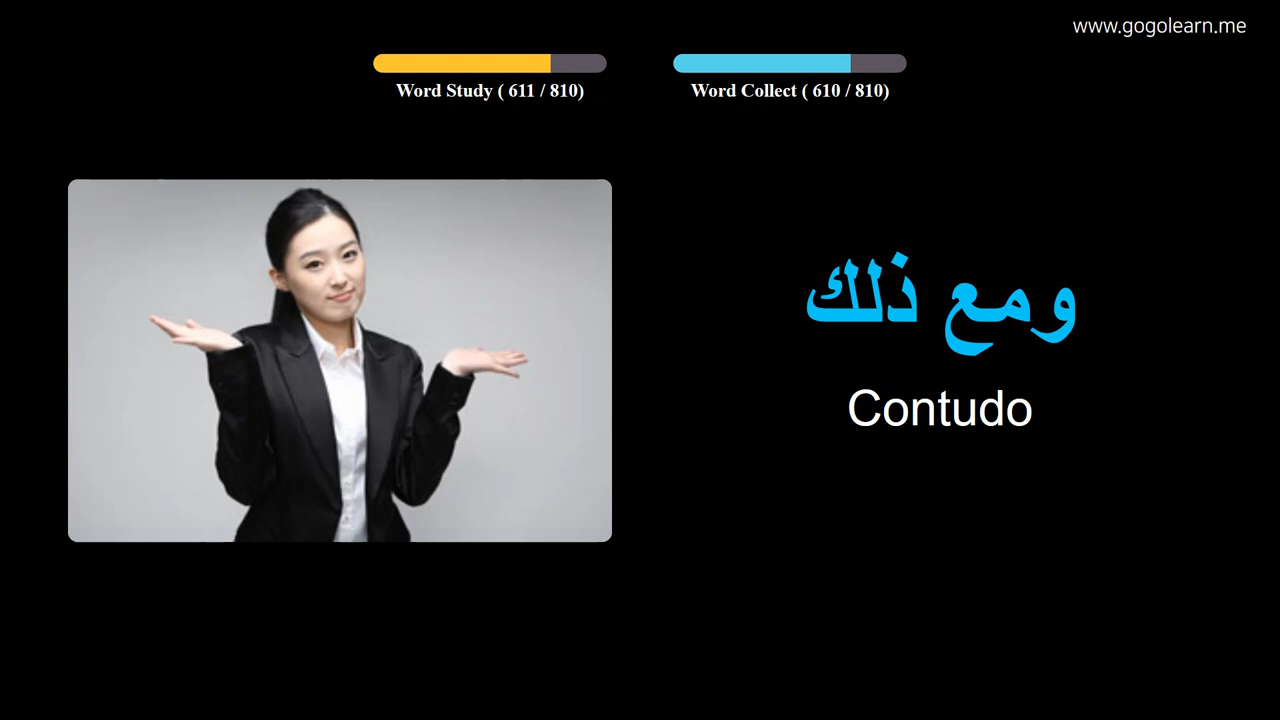 www.gogolearn.me
Word Study ( 611 / 810)
Word Collect ( 610 / 810)
ومع ذلك
Contudo